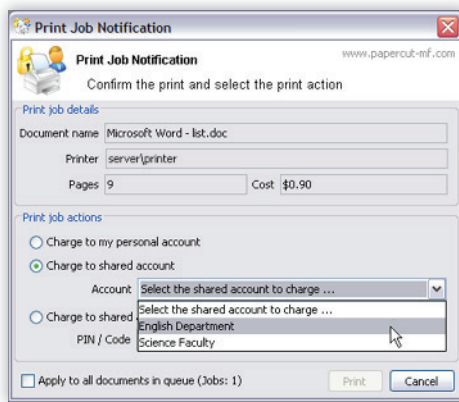 Print Job Notification
www.papercut-mf.com
Print Job Notification
Confirm the print and select the print action
Print job details
Document name Microsoft Word - list.doc
Printer server\printer
Pages 9 Cost $0.90
Print job actions
Charge to my personal account
Charge to shared account
Account Select the shared account to charge ...
Select the shared account to charge ...
Charge to shared
English Department
PIN / Code
Science Faculty
Apply to all documents in queue (Jobs: 1)
Print Cancel